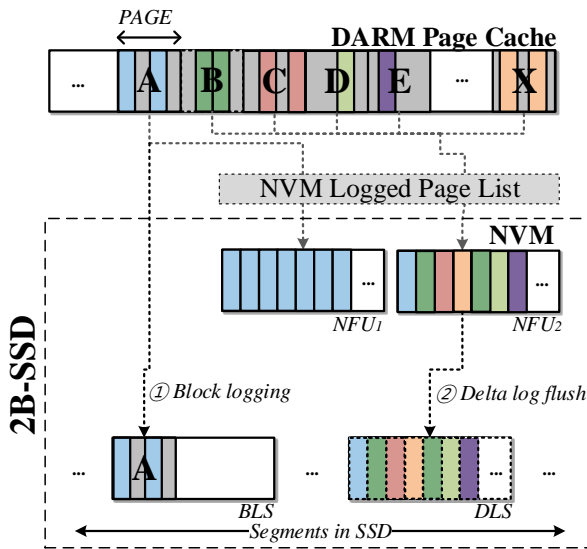 PAGE
DARM Page Cache
... A B C D E ... X
NVM Logged Page List
NVM
... ...
NFU1 NFU2
2B-SSD
① Block logging
② Delta log flush
... A ... ... ...
BLS DLS
Segments in SSD